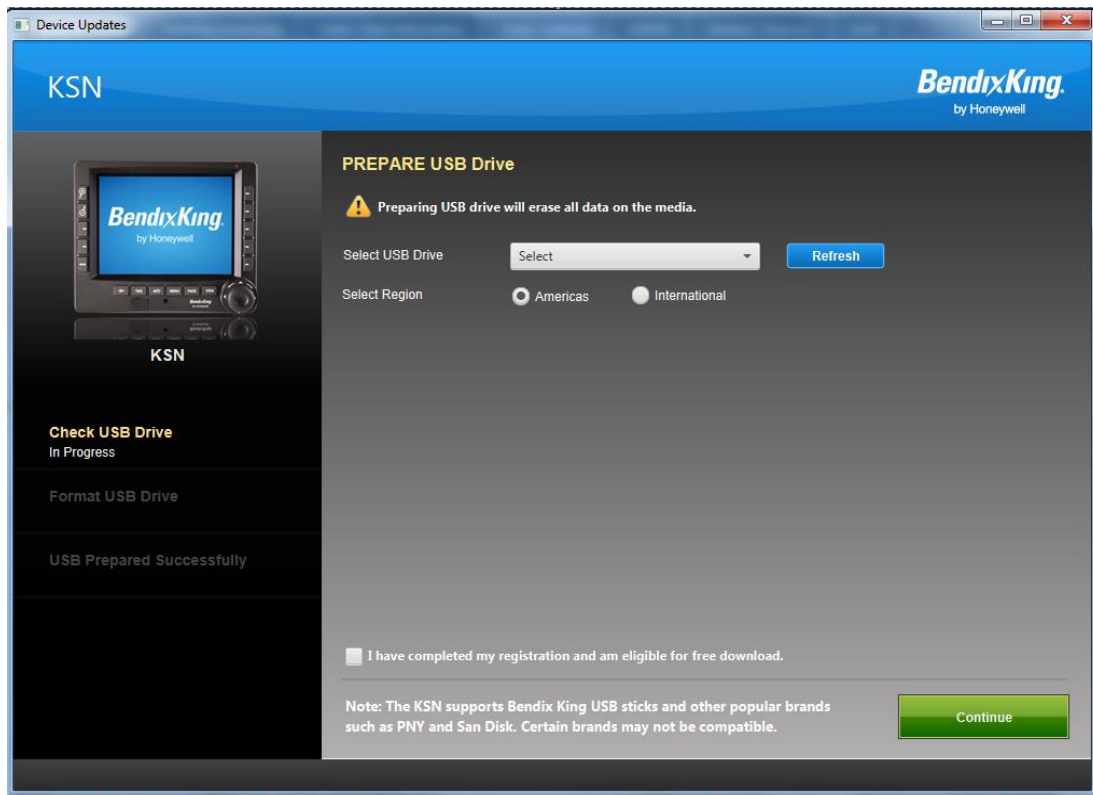 Device Updates
KSN
BendixKing.
by Honeywell
BendixKing.
by Honeywell
KSN
Check USB Drive
In Progress
Format USB Drive
USB Prepared Successfully
PREPARE USB Drive
Preparing USB drive will erase all data on the media.
Select USB Drive
Select
Refresh
Select Region
Americas
International
I have completed my registration and am eligible for free download.
Note: The KSN supports Bendix King USB sticks and other popular brands
such as PNY and San Disk. Certain brands may not be compatible.
Continue